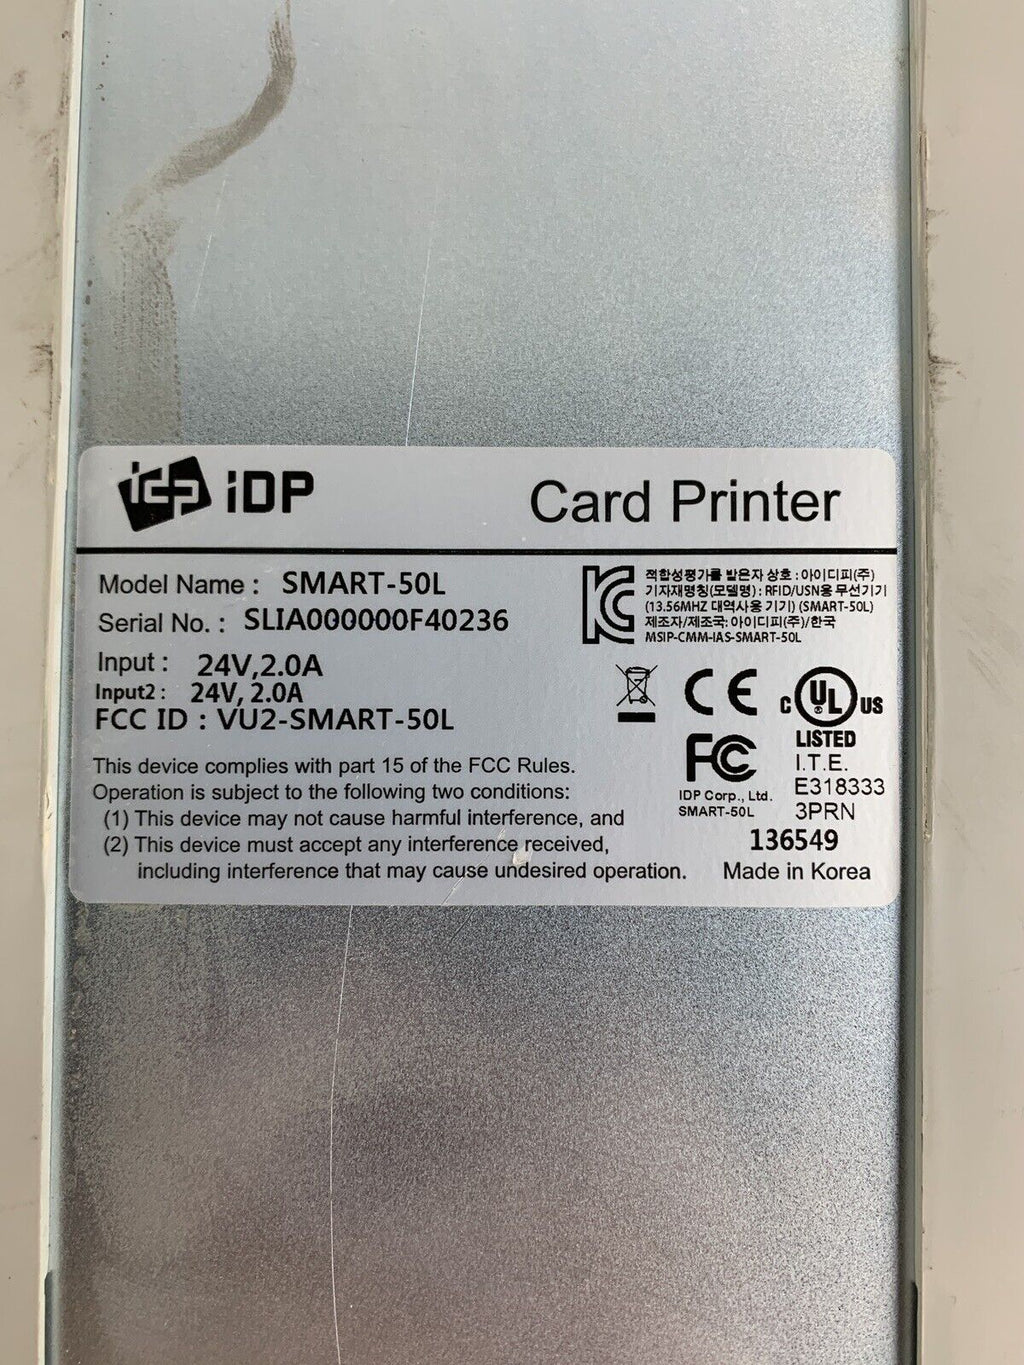 idp iDP
Card Printer
Model Name : SMART-50L
Serial No. : SLIA000000F40236
Input : 24V,2.0A
Input2 : 24V, 2.0A
FCC ID : VU2-SMART-50L
This device complies with part 15 of the FCC Rules.
Operation is subject to the following two conditions:
(1) This device may not cause harmful interference, and
(2) This device must accept any interference received,
including interference that may cause undesired operation.
적합성평가를 받은자 상호 : 아이디피(주)
기자재명칭(모델명) : RFID/USN용 무선기기
(13.56MHZ 대역사용 기기) (SMART-50L)
제조자/제조국: 아이디피(주)/한국
MSIP-CMM-IAS-SMART-50L
CE
C UL US
LISTED
I.T.E.
E318333
3PRN
FC
IDP Corp., Ltd.
SMART-50L
136549
Made in Korea